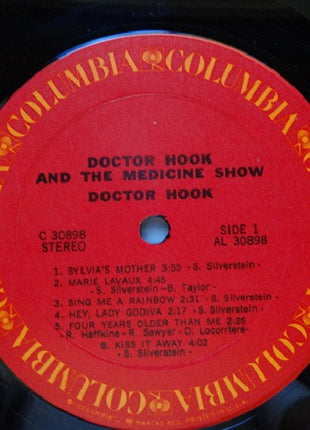 COLUMBIA
COLUMBIA
COLUMBIA
COLUMBIA
DOCTOR HOOK
AND THE MEDICINE SHOW
DOCTOR HOOK
C 30898
STEREO
SIDE 1
AL 30898
1. SYLVIA'S MOTHER 3:55 - S. Silverstein -
2. MARIE LAVAUX 4:45
- S. Silverstein - B. Taylor -
3. SING ME A RAINBOW 2:31 - S. Silverstein -
4. HEY, LADY GODIVA 2:17 - S. Silverstein -
5. FOUR YEARS OLDER THAN ME 2:26
R. Haffkine - R. Sawyer - D. Locorriere -
6. KISS IT AWAY 4:02
- S. Silverstein -